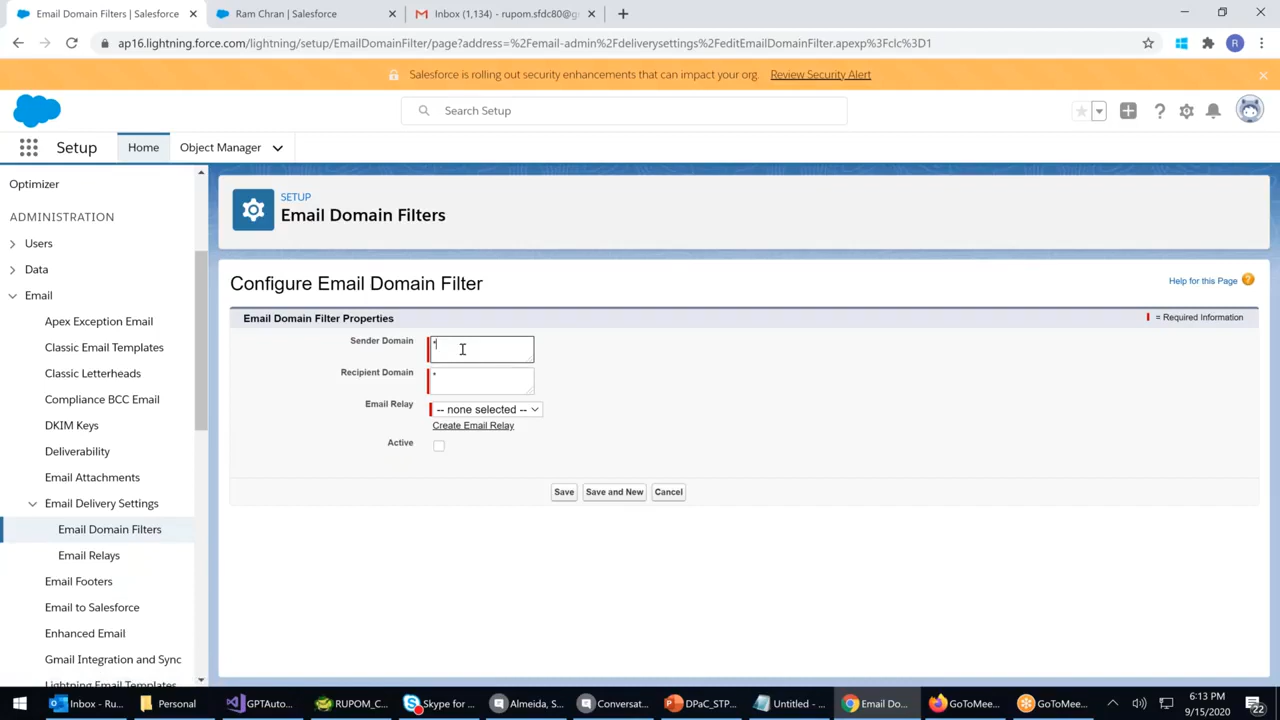 Email Domain Filters | Salesforce
Ram Chran | Salesforce
Inbox (1,134) - rupom.sfdc80@g
ap16.lightning.force.com/lightning/setup/EmailDomainFilter/page?address=%2Femail-admin%2Fdeliverysettings%2FeditEmailDomainFilter.apexp%3Fclc%3D1
R
Salesforce is rolling out security enhancements that can impact your org. Review Security Alert
Search Setup
Setup
Home
Object Manager
Optimizer
ADMINISTRATION
Users
Data
Email
Apex Exception Email
Classic Email Templates
Classic Letterheads
Compliance BCC Email
DKIM Keys
Deliverability
Email Attachments
Email Delivery Settings
Email Domain Filters
Email Relays
Email Footers
Email to Salesforce
Enhanced Email
Gmail Integration and Sync
Lightning Email Templates
SETUP
Email Domain Filters
Configure Email Domain Filter
Help for this Page ?
Email Domain Filter Properties
= Required Information
Sender Domain
*
Recipient Domain
*
Email Relay
-- none selected --
Create Email Relay
Active
Save
Save and New
Cancel
Inbox - Ru...
Personal
GPTAuto...
RUPOM_C...
Skype for ...
Almeida, S...
Conversat...
DPaC_STP...
Untitled - ...
Email Do...
GoToMee...
GoToMee...
6:13 PM
9/15/2020
22